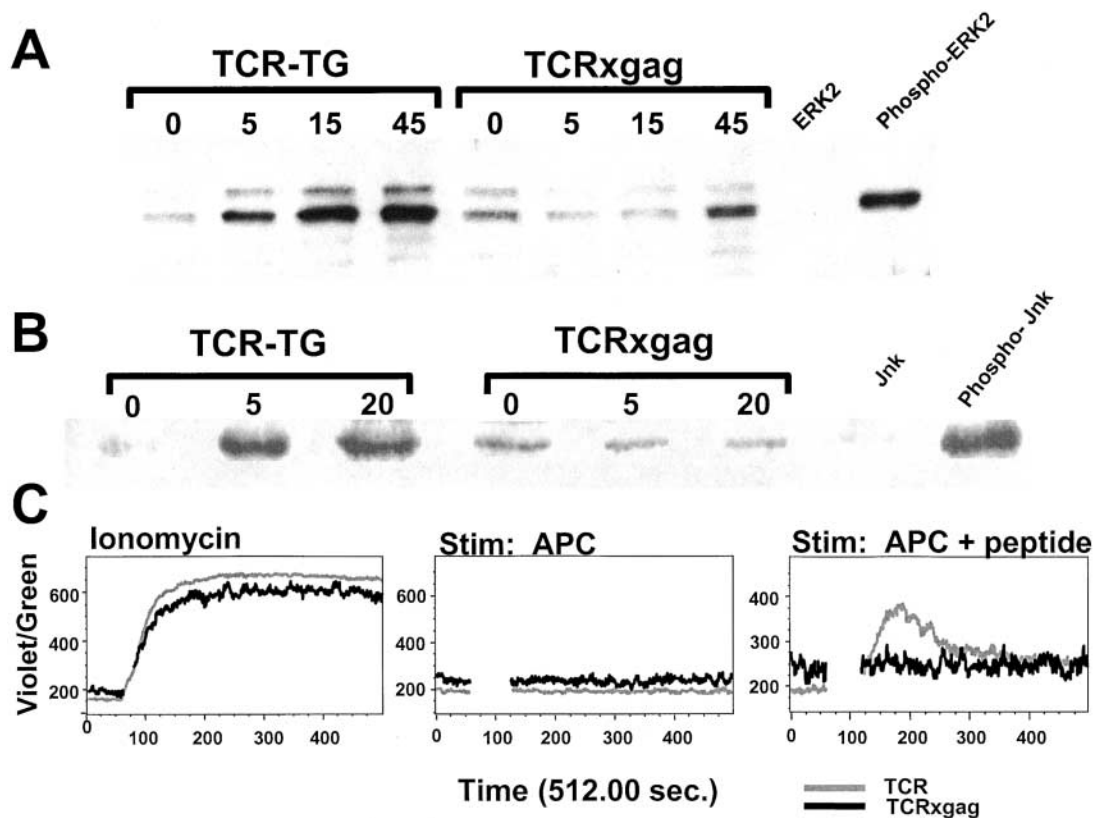 A
TCR-TG TCRxgag ERK2 Phospho-ERK2
0 5 15 45 0 5 15 45
B
TCR-TG TCRxgag Jnk Phospho- Jnk
0 5 20 0 5 20
C
Ionomycin
Stim: APC
Stim: APC + peptide
Violet/Green
600
400
200
0 100 200 300 400
600
400
200
0 100 200 300 400
400
300
200
0 100 200 300 400
Time (512.00 sec.)
TCR
TCRxgag